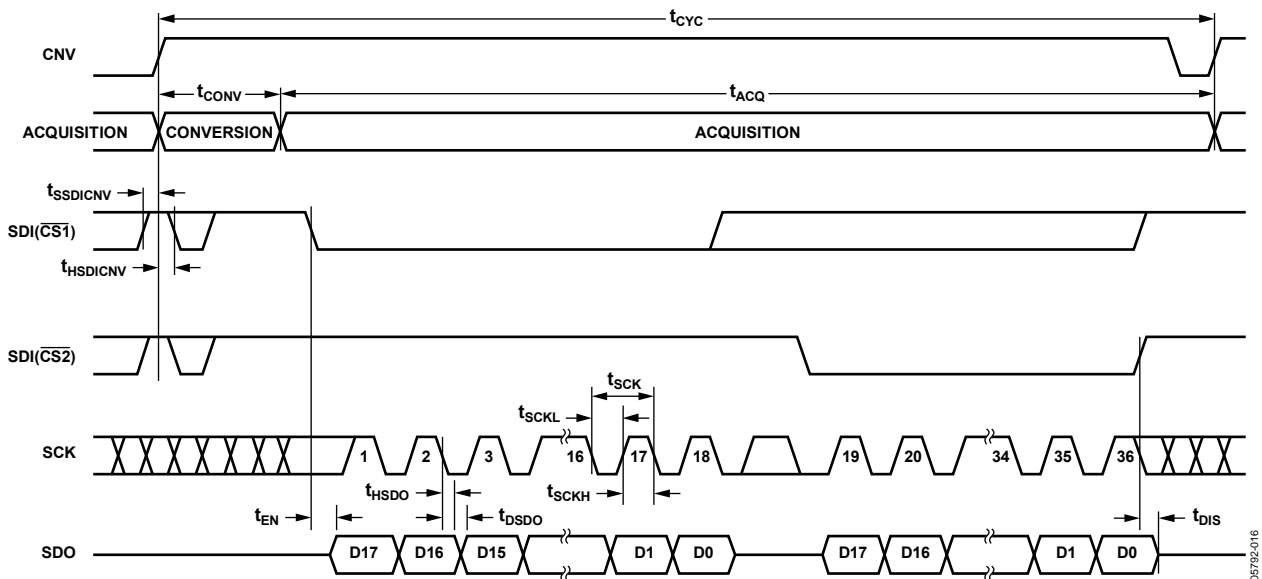 tCYC
CNV
tCONV
tACQ
ACQUISITION CONVERSION ACQUISITION
tSSDICNV
SDI(CS1)
tHSDICNV
SDI(CS2)
tSCK
tSCKL
SCK 1 2 3 16 17 18 19 20 34 35 36
tHSDO tSCKH
tEN tDSDO tDIS
SDO D17 D16 D15 D1 D0 D17 D16 D1 D0
05792-016